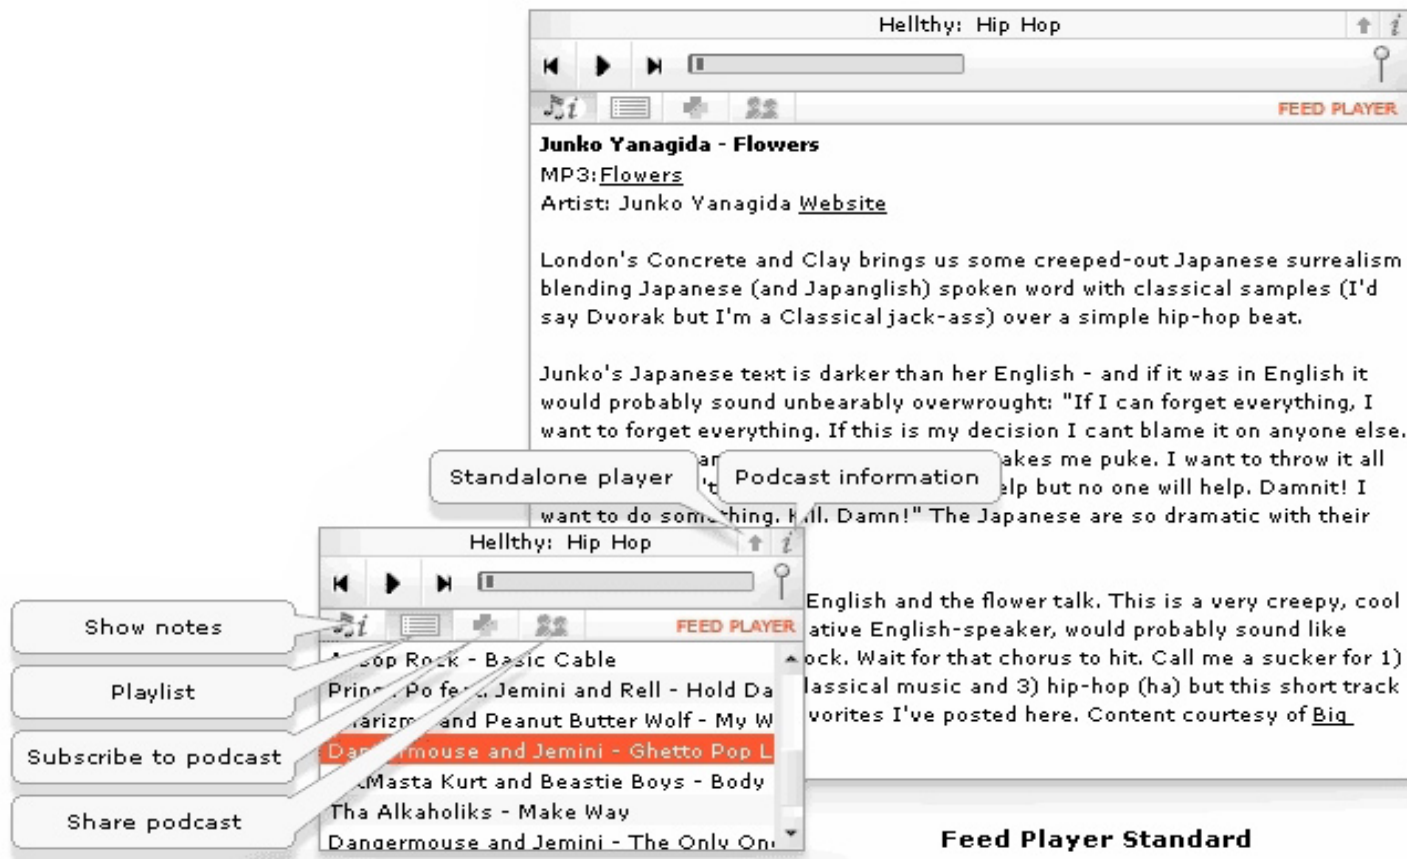 Hellthy: Hip Hop
FEED PLAYER
Junko Yanagida - Flowers
MP3: Flowers
Artist: Junko Yanagida Website
London's Concrete and Clay brings us some creeped-out Japanese surrealism
blending Japanese (and Japanglish) spoken word with classical samples (I'd
say Dvorak but I'm a Classical jack-ass) over a simple hip-hop beat.
Junko's Japanese text is darker than her English - and if it was in English it
would probably sound unbearably overwrought: "If I can forget everything, I
want to forget everything. If this is my decision I cant blame it on anyone else.
me puke. I want to throw it all
but no one will help. Damnit! I
want to do something. Kill. Damn!" The Japanese are so dramatic with their
English and the flower talk. This is a very creepy, cool
English-speaker, would probably sound like
Wait for that chorus to hit. Call me a sucker for 1)
music and 3) hip-hop (ha) but this short track
I've posted here. Content courtesy of Big
Standalone player
Podcast information
Hellthy: Hip Hop
FEED PLAYER
Show notes
Playlist
Subscribe to podcast
Share podcast
Rock - Basic Cable
Po feat. Jemini and Rell - Hold Da
and Peanut Butter Wolf - My W
Dangermouse and Jemini - Ghetto Pop L
Masta Kurt and Beastie Boys - Body
Tha Alkaholiks - Make Way
Dangermouse and Jemini - The Only One
Feed Player Standard